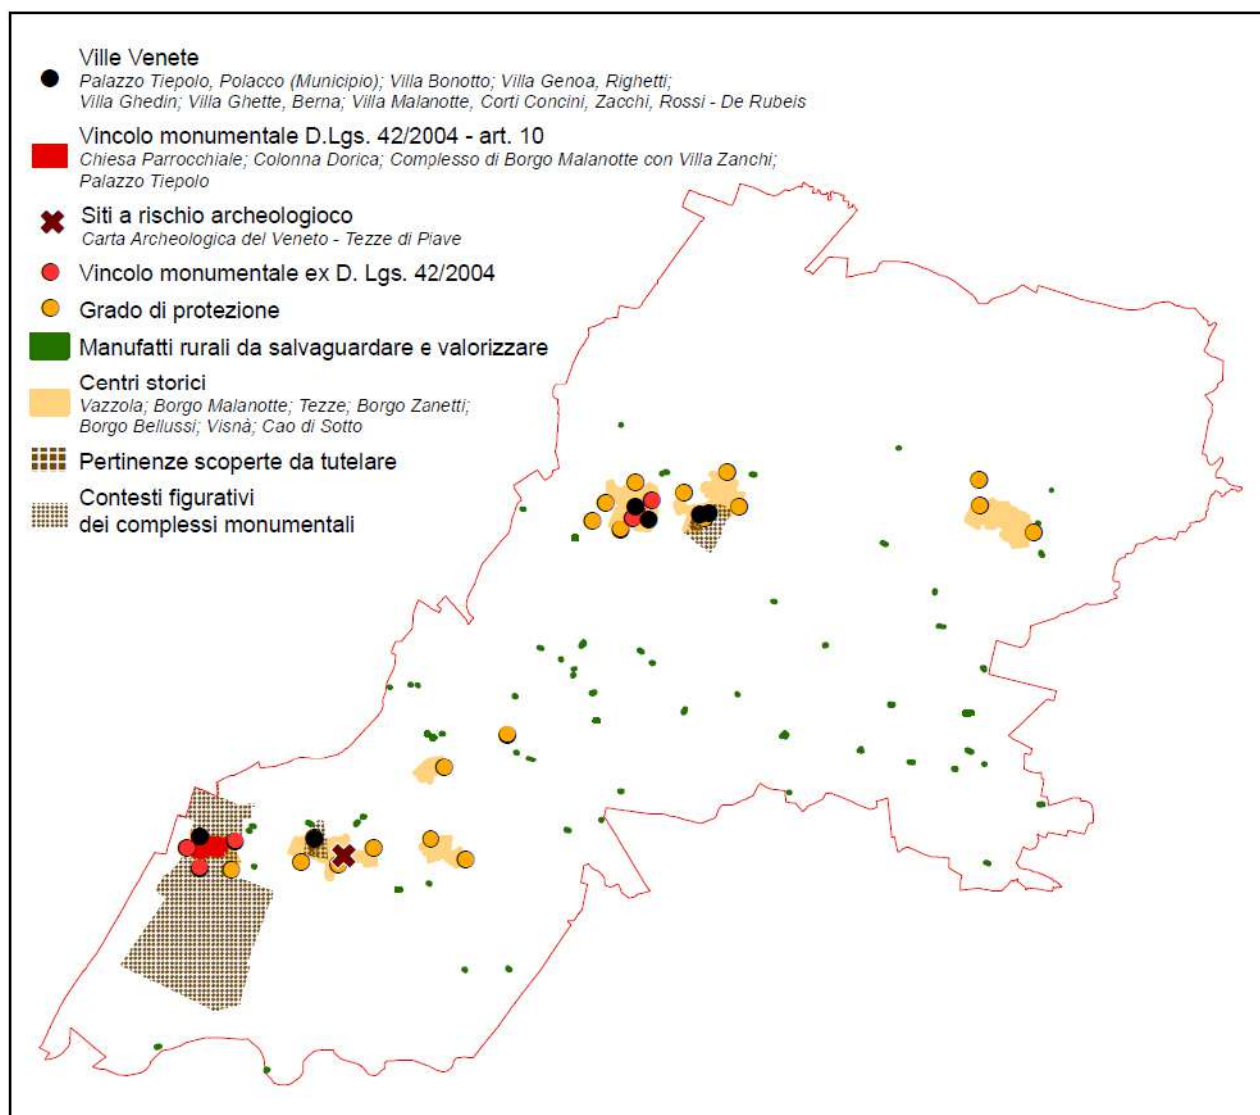 Ville Venete
Palazzo Tiepolo, Polacco (Municipio); Villa Bonotto; Villa Genoa, Righetti;
Villa Ghedin; Villa Ghette, Berna; Villa Malanotte, Corti Concini, Zacchi, Rossi - De Rubeis
Vincolo monumentale D.Lgs. 42/2004 - art. 10
Chiesa Parrocchiale; Colonna Dorica; Complesso di Borgo Malanotte con Villa Zanchi;
Palazzo Tiepolo
Siti a rischio archeologioco
Carta Archeologica del Veneto - Tezze di Piave
Vincolo monumentale ex D. Lgs. 42/2004
Grado di protezione
Manufatti rurali da salvaguardare e valorizzare
Centri storici
Vazzola; Borgo Malanotte; Tezze; Borgo Zanetti;
Borgo Bellussi; Visnà; Cao di Sotto
Pertinenze scoperte da tutelare
Contesti figurativi
dei complessi monumentali